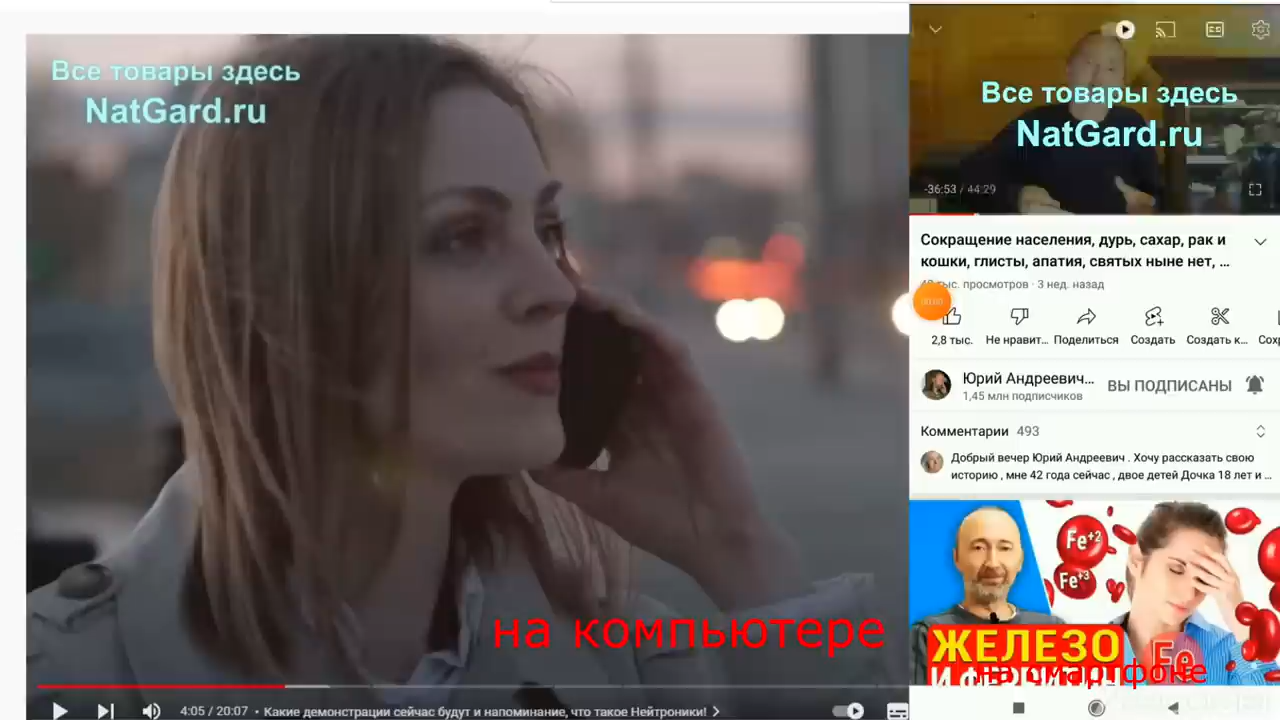 Все товары здесь
NatGard.ru
на компьютере
4:05 / 20:07 • Какие демонстрации сейчас будут и напоминание, что такое Нейтроники!
Все товары здесь
NatGard.ru
-36:53 / 44:29
Сокращение населения, дурь, сахар, рак и
кошки, глисты, апатия, святых ныне нет, ...
тыс. просмотров · 3 нед. назад
00:00
2,8 тыс.
Не нравит...
Поделиться
Создать
Создать к...
Сох
Юрий Андреевич...
1,45 млн подписчиков
ВЫ ПОДПИСАНЫ
Комментарии 493
Добрый вечер Юрий Андреевич . Хочу рассказать свою
историю , мне 42 года сейчас , двое детей Дочка 18 лет и ...
Fe+2
Fe+3
ЖЕЛЕЗО
Fe